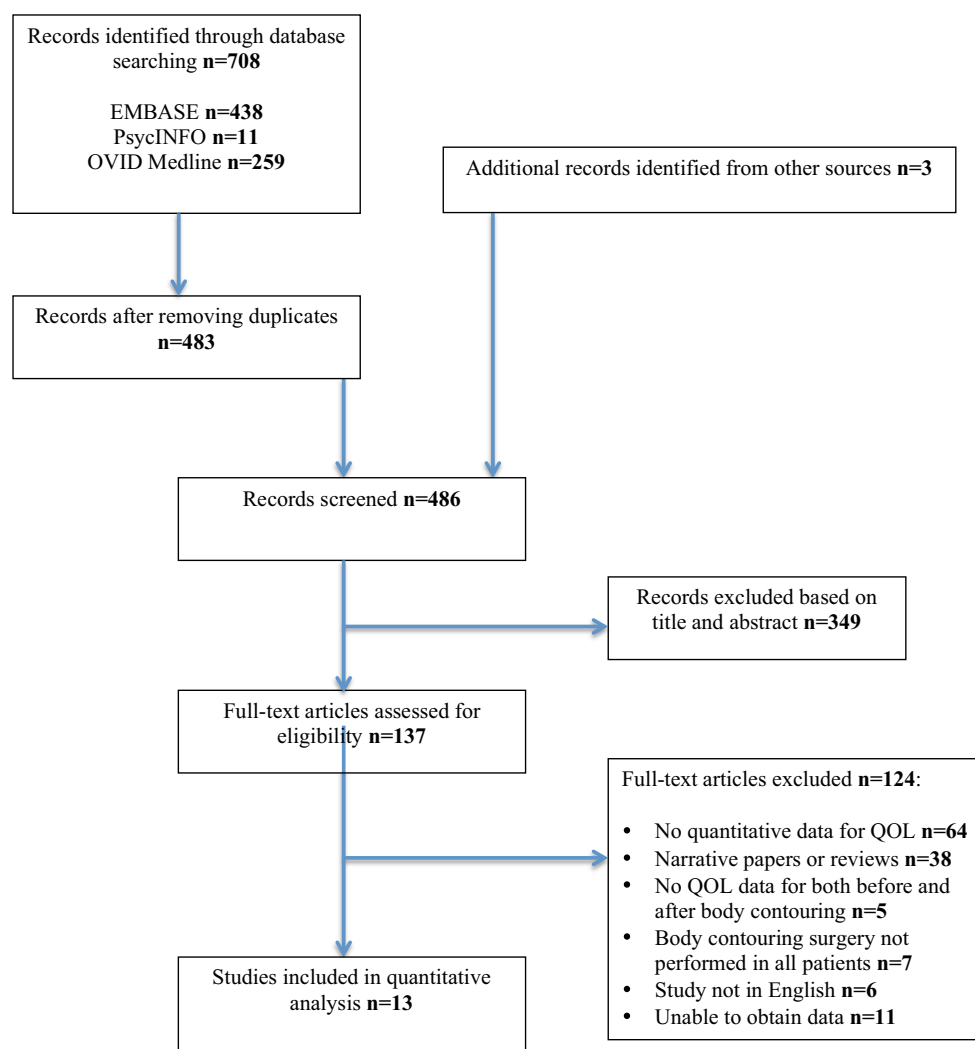 Records identified through database
searching n=708
EMBASE n=438
PsycINFO n=11
OVID Medline n=259
Additional records identified from other sources n=3
Records after removing duplicates
n=483
Records screened n=486
Records excluded based on
title and abstract n=349
Full-text articles assessed for
eligibility n=137
Full-text articles excluded n=124:
• No quantitative data for QOL n=64
• Narrative papers or reviews n=38
• No QOL data for both before and
after body contouring n=5
• Body contouring surgery not
performed in all patients n=7
• Study not in English n=6
• Unable to obtain data n=11
Studies included in quantitative
analysis n=13